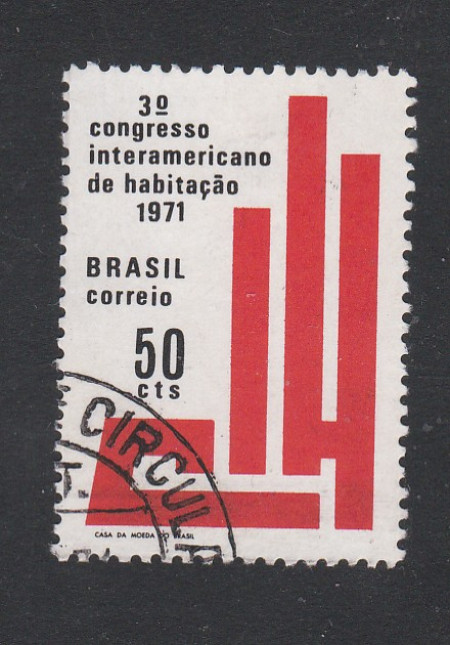 3º
congresso
interamericano
de habitação
1971
BRASIL
correio
50
cts
CIRCUL
T.
CASA DA MOEDA DO BRASIL